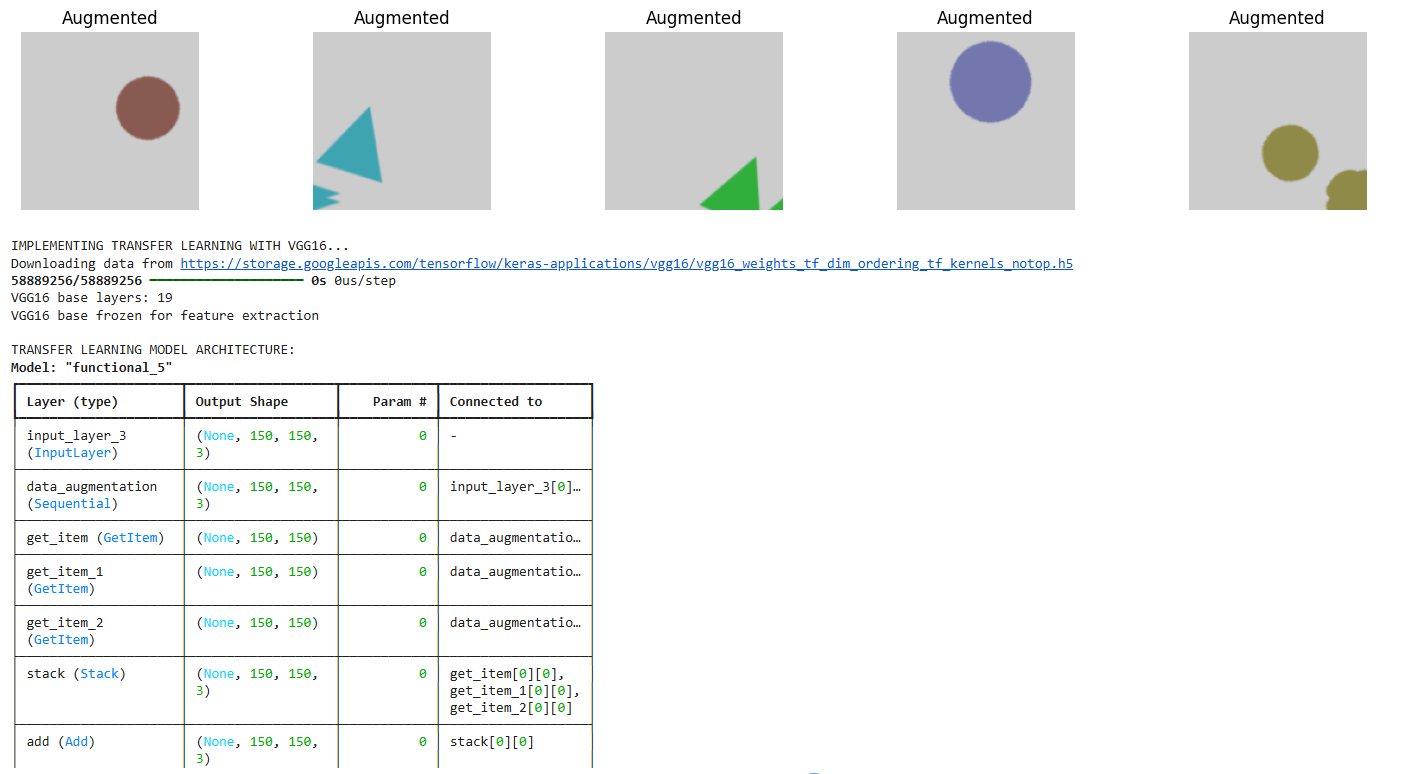 Augmented Augmented Augmented Augmented Augmented
IMPLEMENTING TRANSFER LEARNING WITH VGG16...
Downloading data from https://storage.googleapis.com/tensorflow/keras-applications/vgg16/vgg16_weights_tf_dim_ordering_tf_kernels_notop.h5
58889256/58889256 ━━━━━━━━━━━━━━━━━━━━ 0s 0us/step
VGG16 base layers: 19
VGG16 base frozen for feature extraction
TRANSFER LEARNING MODEL ARCHITECTURE:
Model: "functional_5"
Layer (type) Output Shape Param # Connected to
input_layer_3 (None, 150, 150, 0 -
(InputLayer) 3)
data_augmentation (None, 150, 150, 0 input_layer_3[0]…
(Sequential) 3)
get_item (GetItem) (None, 150, 150) 0 data_augmentatio…
get_item_1 (None, 150, 150) 0 data_augmentatio…
(GetItem)
get_item_2 (None, 150, 150) 0 data_augmentatio…
(GetItem)
stack (Stack) (None, 150, 150, 0 get_item[0][0],
3) get_item_1[0][0],
get_item_2[0][0]
add (Add) (None, 150, 150, 0 stack[0][0]
3)